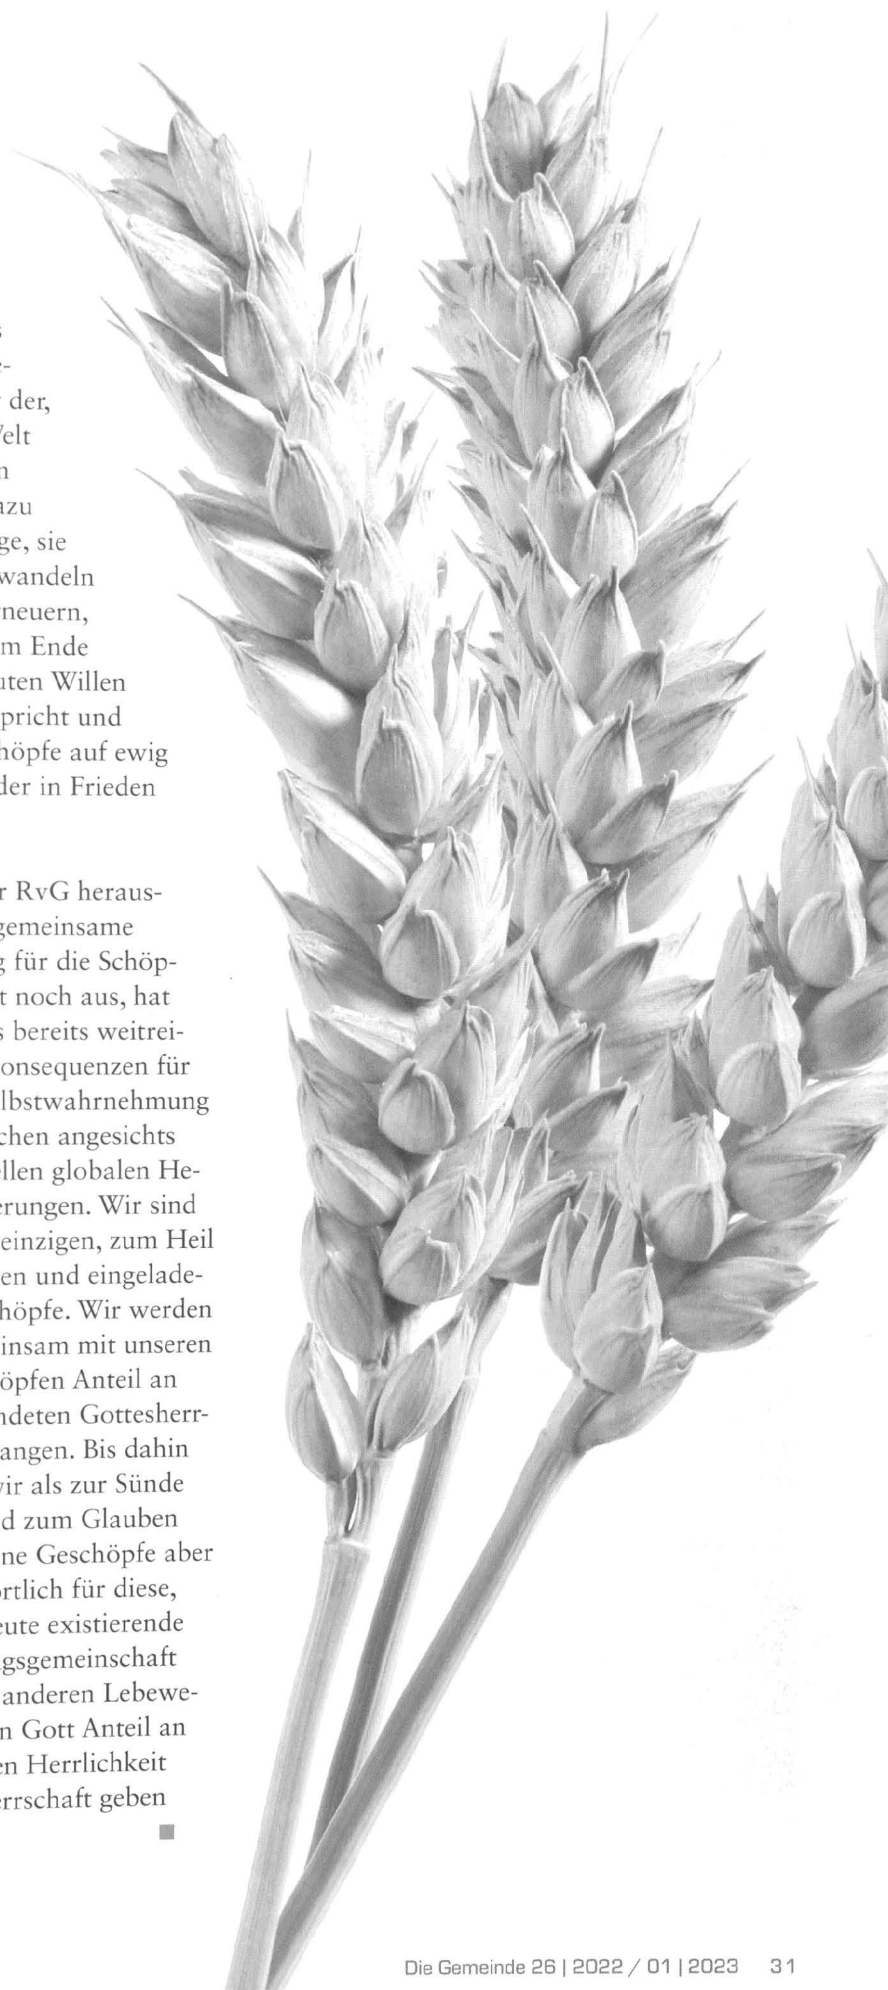 s
e-
der,
elt
n
azu
ge, sie
wandeln
neuern,
m Ende
uten Willen
pricht und
höpfe auf ewig
der in Frieden
r RvG heraus-
gemeinsame
g für die Schöp-
t noch aus, hat
s bereits weitrei-
onsequenzen für
lbstwahrnehmung
chen angesichts
ellen globalen He-
erungen. Wir sind
einzigen, zum Heil
en und eingelade-
höpfe. Wir werden
insam mit unseren
öpfen Anteil an
ndeten Gottesherr-
angen. Bis dahin
wir als zur Sünde
d zum Glauben
ne Geschöpfe aber
ortlich für diese,
eute existierende
gsgemeinschaft
anderen Lebewe-
n Gott Anteil an
en Herrlichkeit
errschaft geben
Die Gemeinde 26 | 2022 / 01 | 2023 31